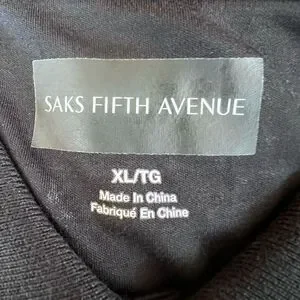 SAKS FIFTH AVENUE
XL/TG
Made In China
Fabriqué En Chine